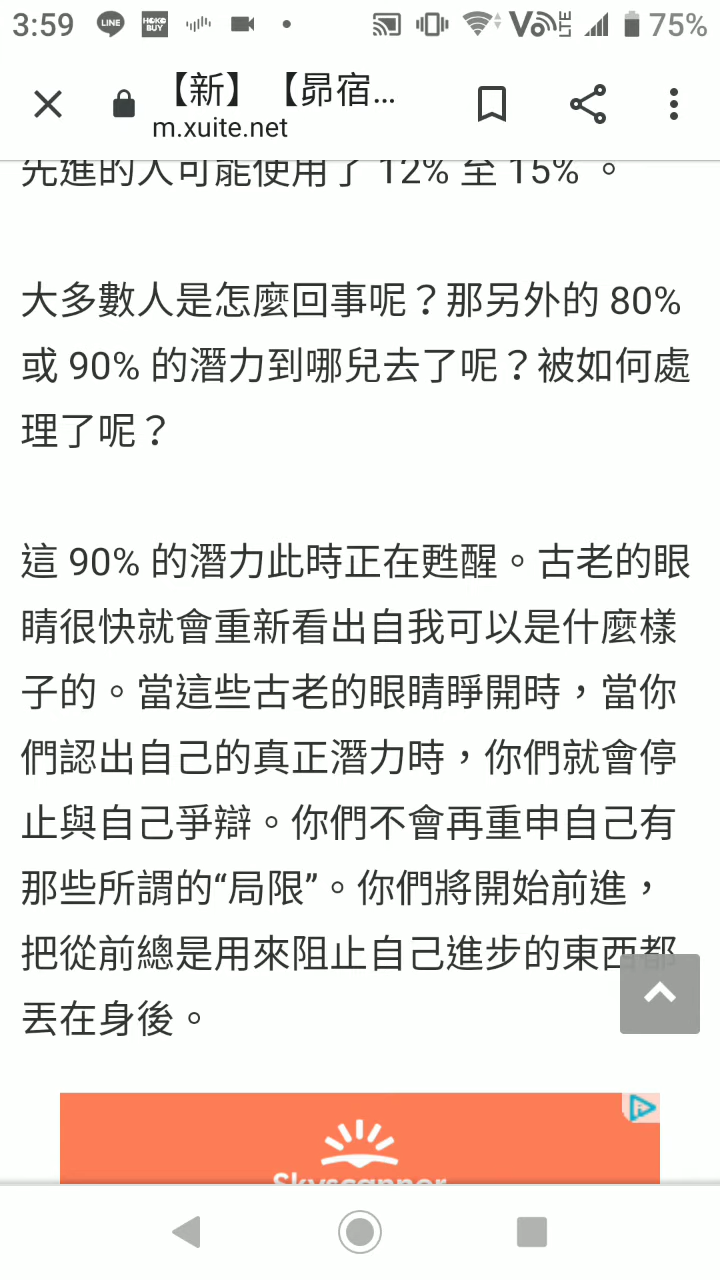 3:59
LINE
HOKO
BUY
Vo
LTE
75%
【新】【昴宿...
m.xuite.net
先進的人可能使用了 12% 至 15% 。
大多數人是怎麼回事呢？那另外的 80%
或 90% 的潛力到哪兒去了呢？被如何處
理了呢？
這 90% 的潛力此時正在甦醒。古老的眼
睛很快就會重新看出自我可以是什麼樣
子的。當這些古老的眼睛睜開時，當你
們認出自己的真正潛力時，你們就會停
止與自己爭辯。你們不會再重申自己有
那些所謂的“局限”。你們將開始前進，
把從前總是用來阻止自己進步的東西都
丟在身後。
Skyscanner